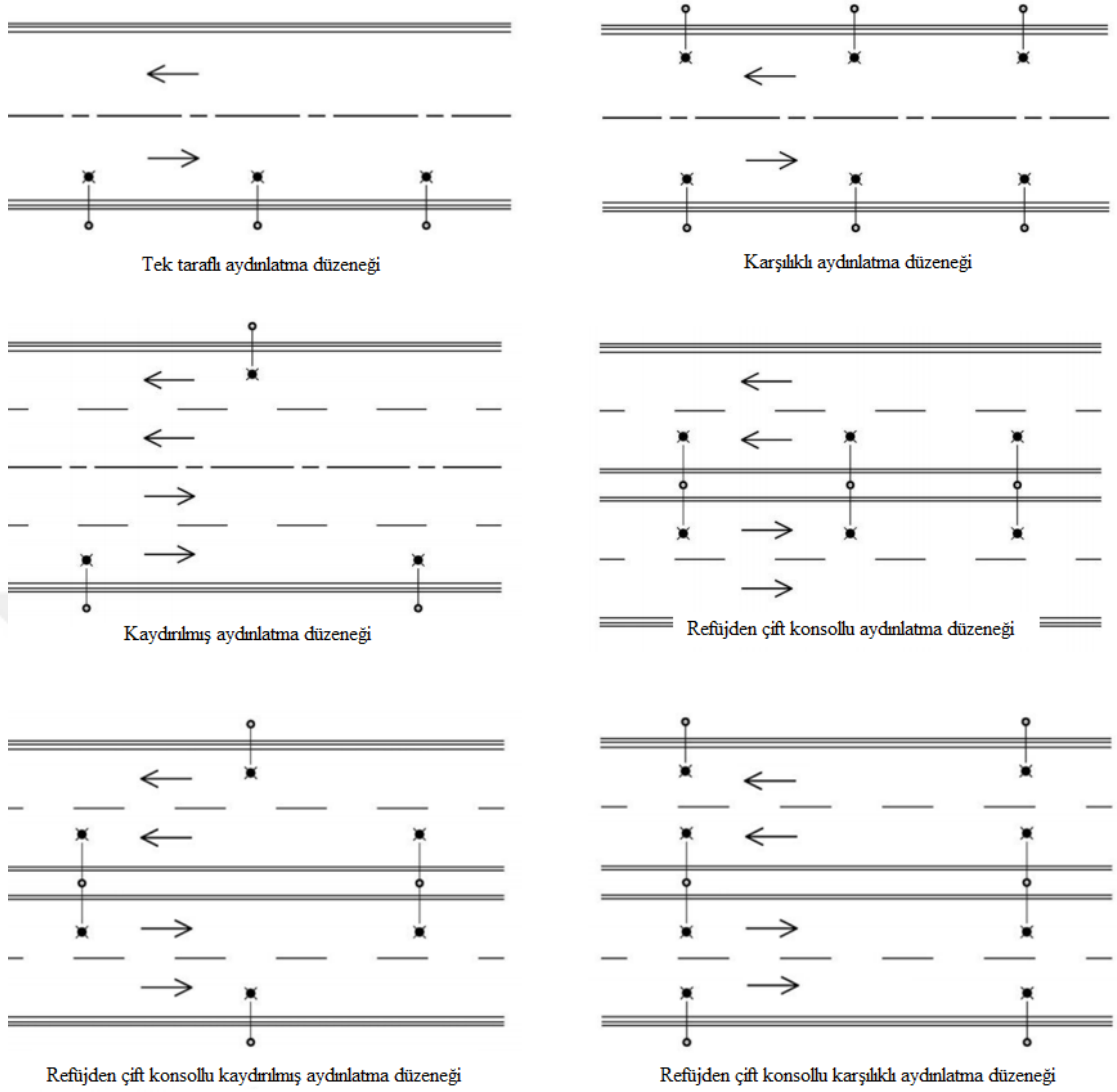 Tek taraflı aydınlatma düzeneği
Karşılıklı aydınlatma düzeneği
Kaydırılmış aydınlatma düzeneği
Refüjden çift konsollu aydınlatma düzeneği
Refüjden çift konsollu kaydırılmış aydınlatma düzeneği
Refüjden çift konsollu karşılıklı aydınlatma düzeneği